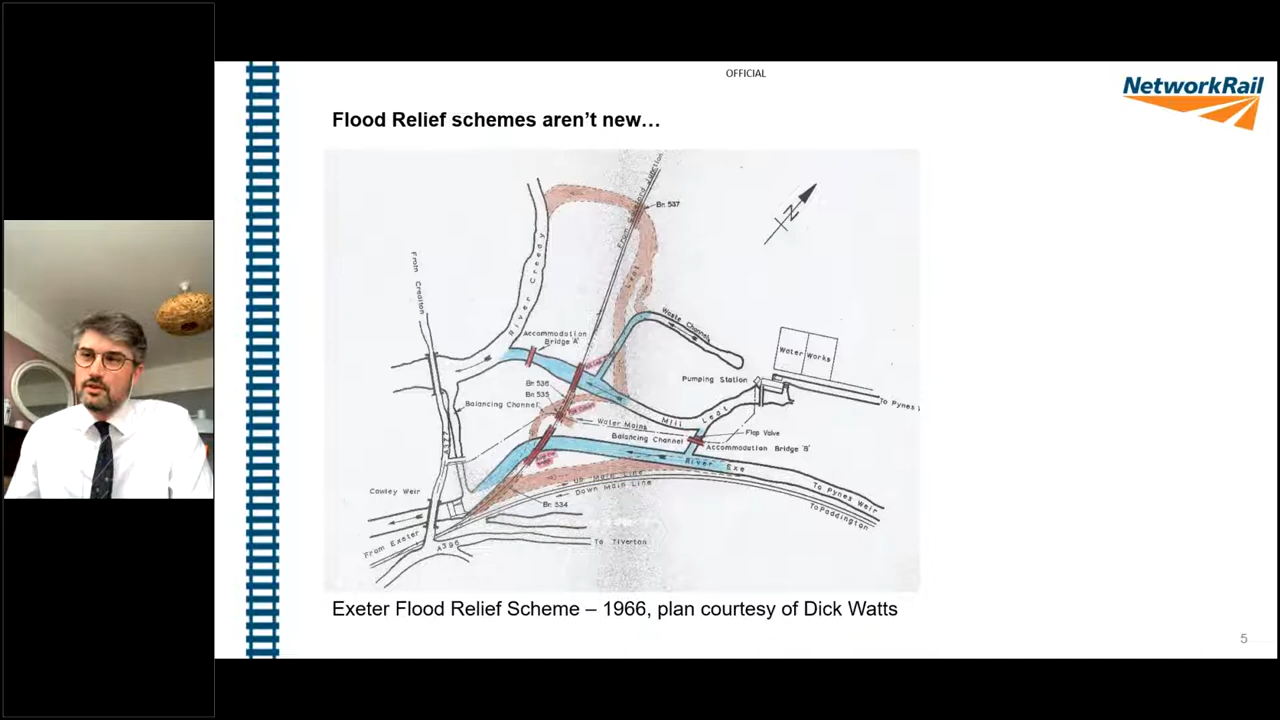 OFFICIAL
NetworkRail
Flood Relief schemes aren’t new…
Br. 537
N
From Crediton
River Creedy
Accommodation
Bridge 'A'
Waste Channel
Water Works
Br. 536
Br. 535
Pumping Station
Balancing Channel
To Pynes
Mill Leat
Water Mains
Flap Valve
Balancing Channel
Accommodation Bridge 'B'
River Exe
Up Main Line
Down Main Line
Cowley Weir
To Pynes Weir
Br. 534
To Paddington
From Exeter
A396
To Tiverton
Exeter Flood Relief Scheme – 1966, plan courtesy of Dick Watts
5